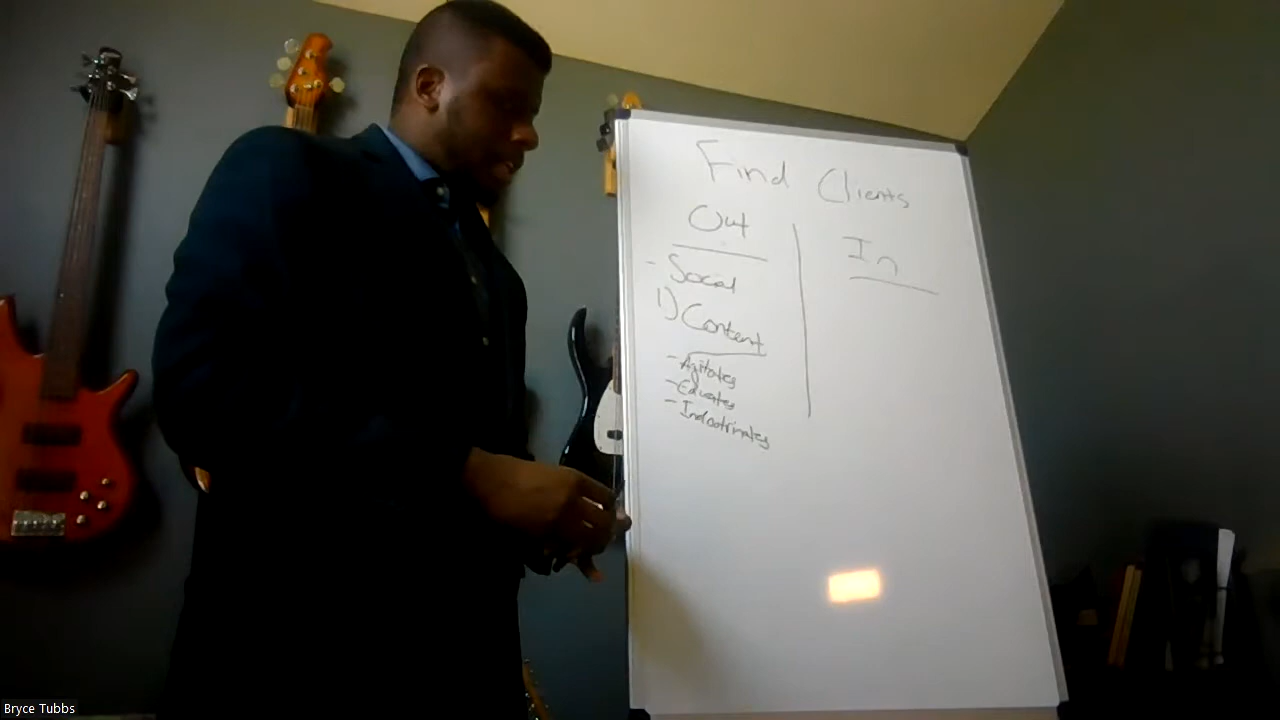 Find Clients
Out
In
- Social
1) Content
- Agitates
- Educates
- Indoctrinates
Bryce Tubbs